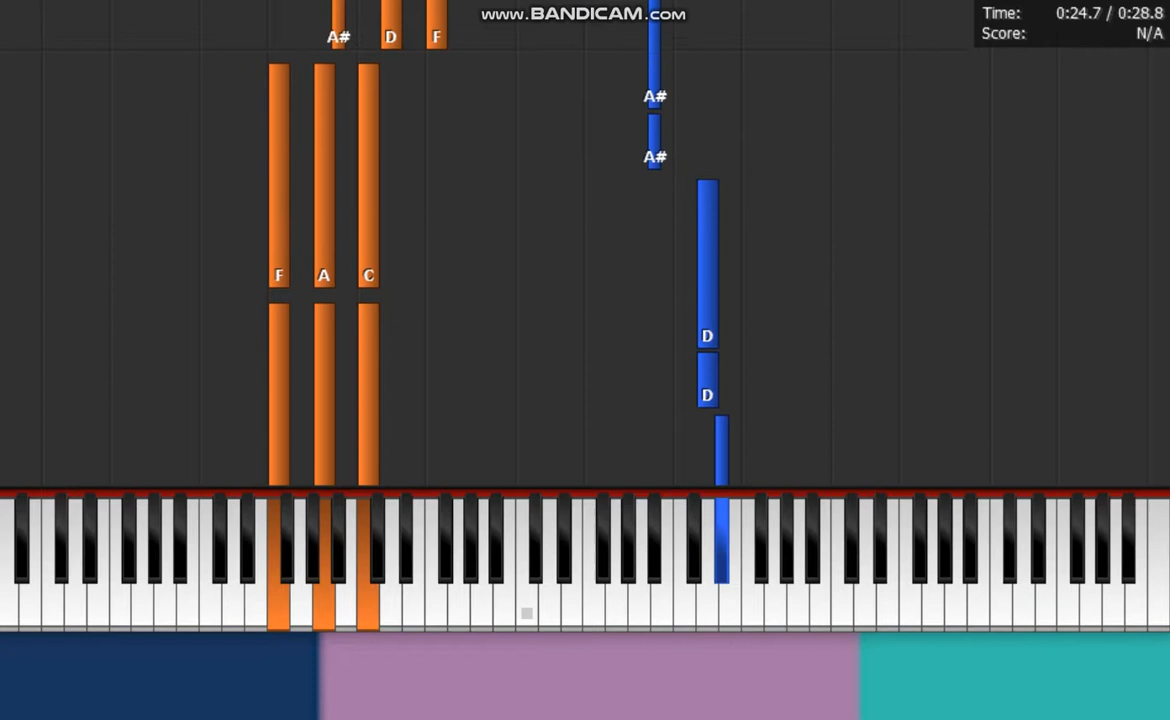 www.BANDICAM.com
Time: 0:24.7 / 0:28.8
Score: N/A
A# D F
A#
A#
F A C
D
D